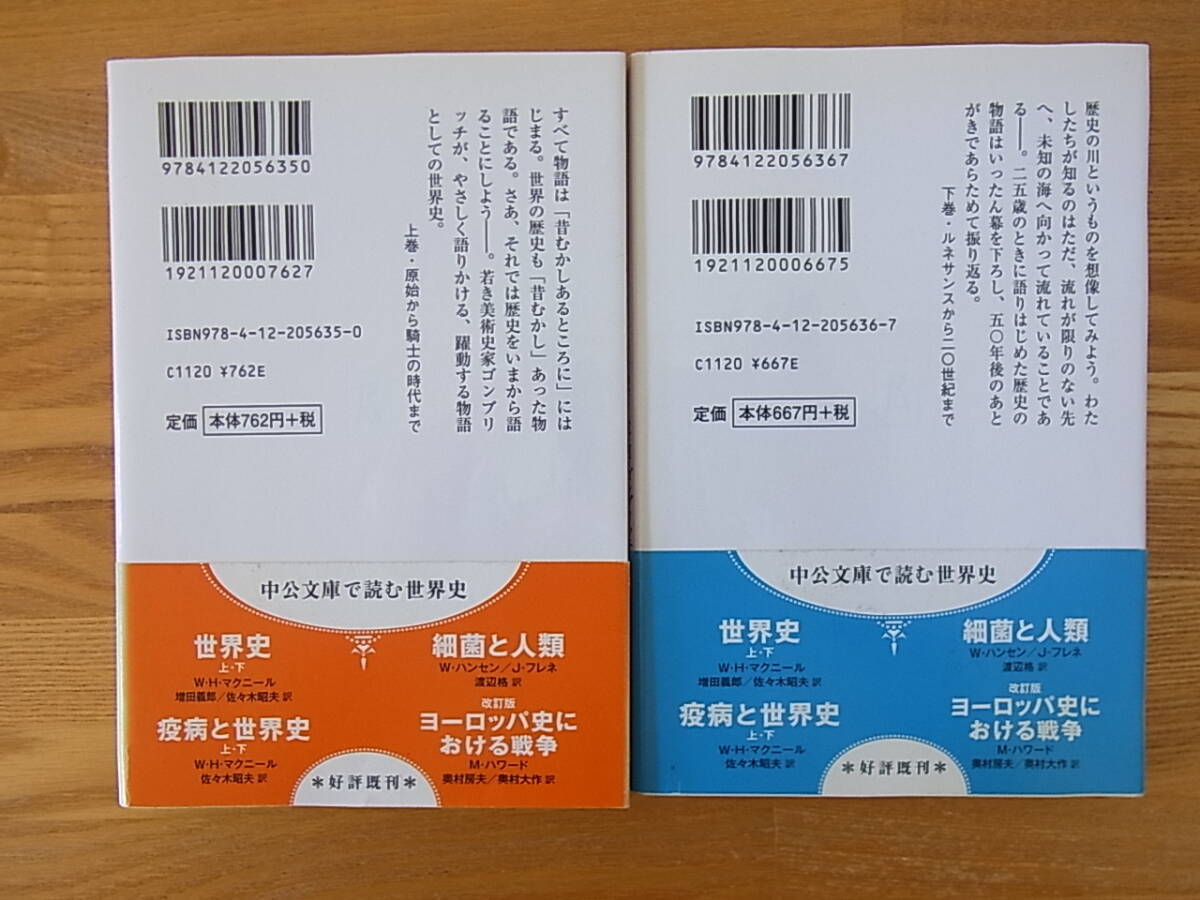 9784122056350
1921120007627
ISBN978-4-12-205635-0
C1120 ¥762E
定価 本体762円+税
すべて物語は「昔むかしあるところに」には
じまる。世界の歴史も「昔むかし」あった物
語である。さあ、それでは歴史をいまから語
ることにしよう――。若き美術史家ゴンブリ
ッチが、やさしく語りかける、躍動する物語
としての世界史。
上巻・原始から騎士の時代まで
中公文庫で読む世界史
世界史
上・下
W・H・マクニール
増田義郎/佐々木昭夫 訳
疫病と世界史
上・下
W・H・マクニール
佐々木昭夫 訳
細菌と人類
W・ハンセン/J・フレネ
渡辺格 訳
改訂版
ヨーロッパ史に
おける戦争
M・ハワード
奥村房夫/奥村大作 訳
*好評既刊*
9784122056367
1921120006675
ISBN978-4-12-205636-7
C1120 ¥667E
定価 本体667円+税
歴史の川というものを想像してみよう。わた
したちが知るのはただ、流れが限りのない先
へ、未知の海へ向かって流れていることであ
る――。二五歳のときに語りはじめた歴史の
物語はいったん幕を下ろし、五〇年後のあと
がきであらためて振り返る。
下巻・ルネサンスから二〇世紀まで
中公文庫で読む世界史
世界史
上・下
W・H・マクニール
増田義郎/佐々木昭夫 訳
疫病と世界史
上・下
W・H・マクニール
佐々木昭夫 訳
細菌と人類
W・ハンセン/J・フレネ
渡辺格 訳
改訂版
ヨーロッパ史に
おける戦争
M・ハワード
奥村房夫/奥村大作 訳
*好評既刊*